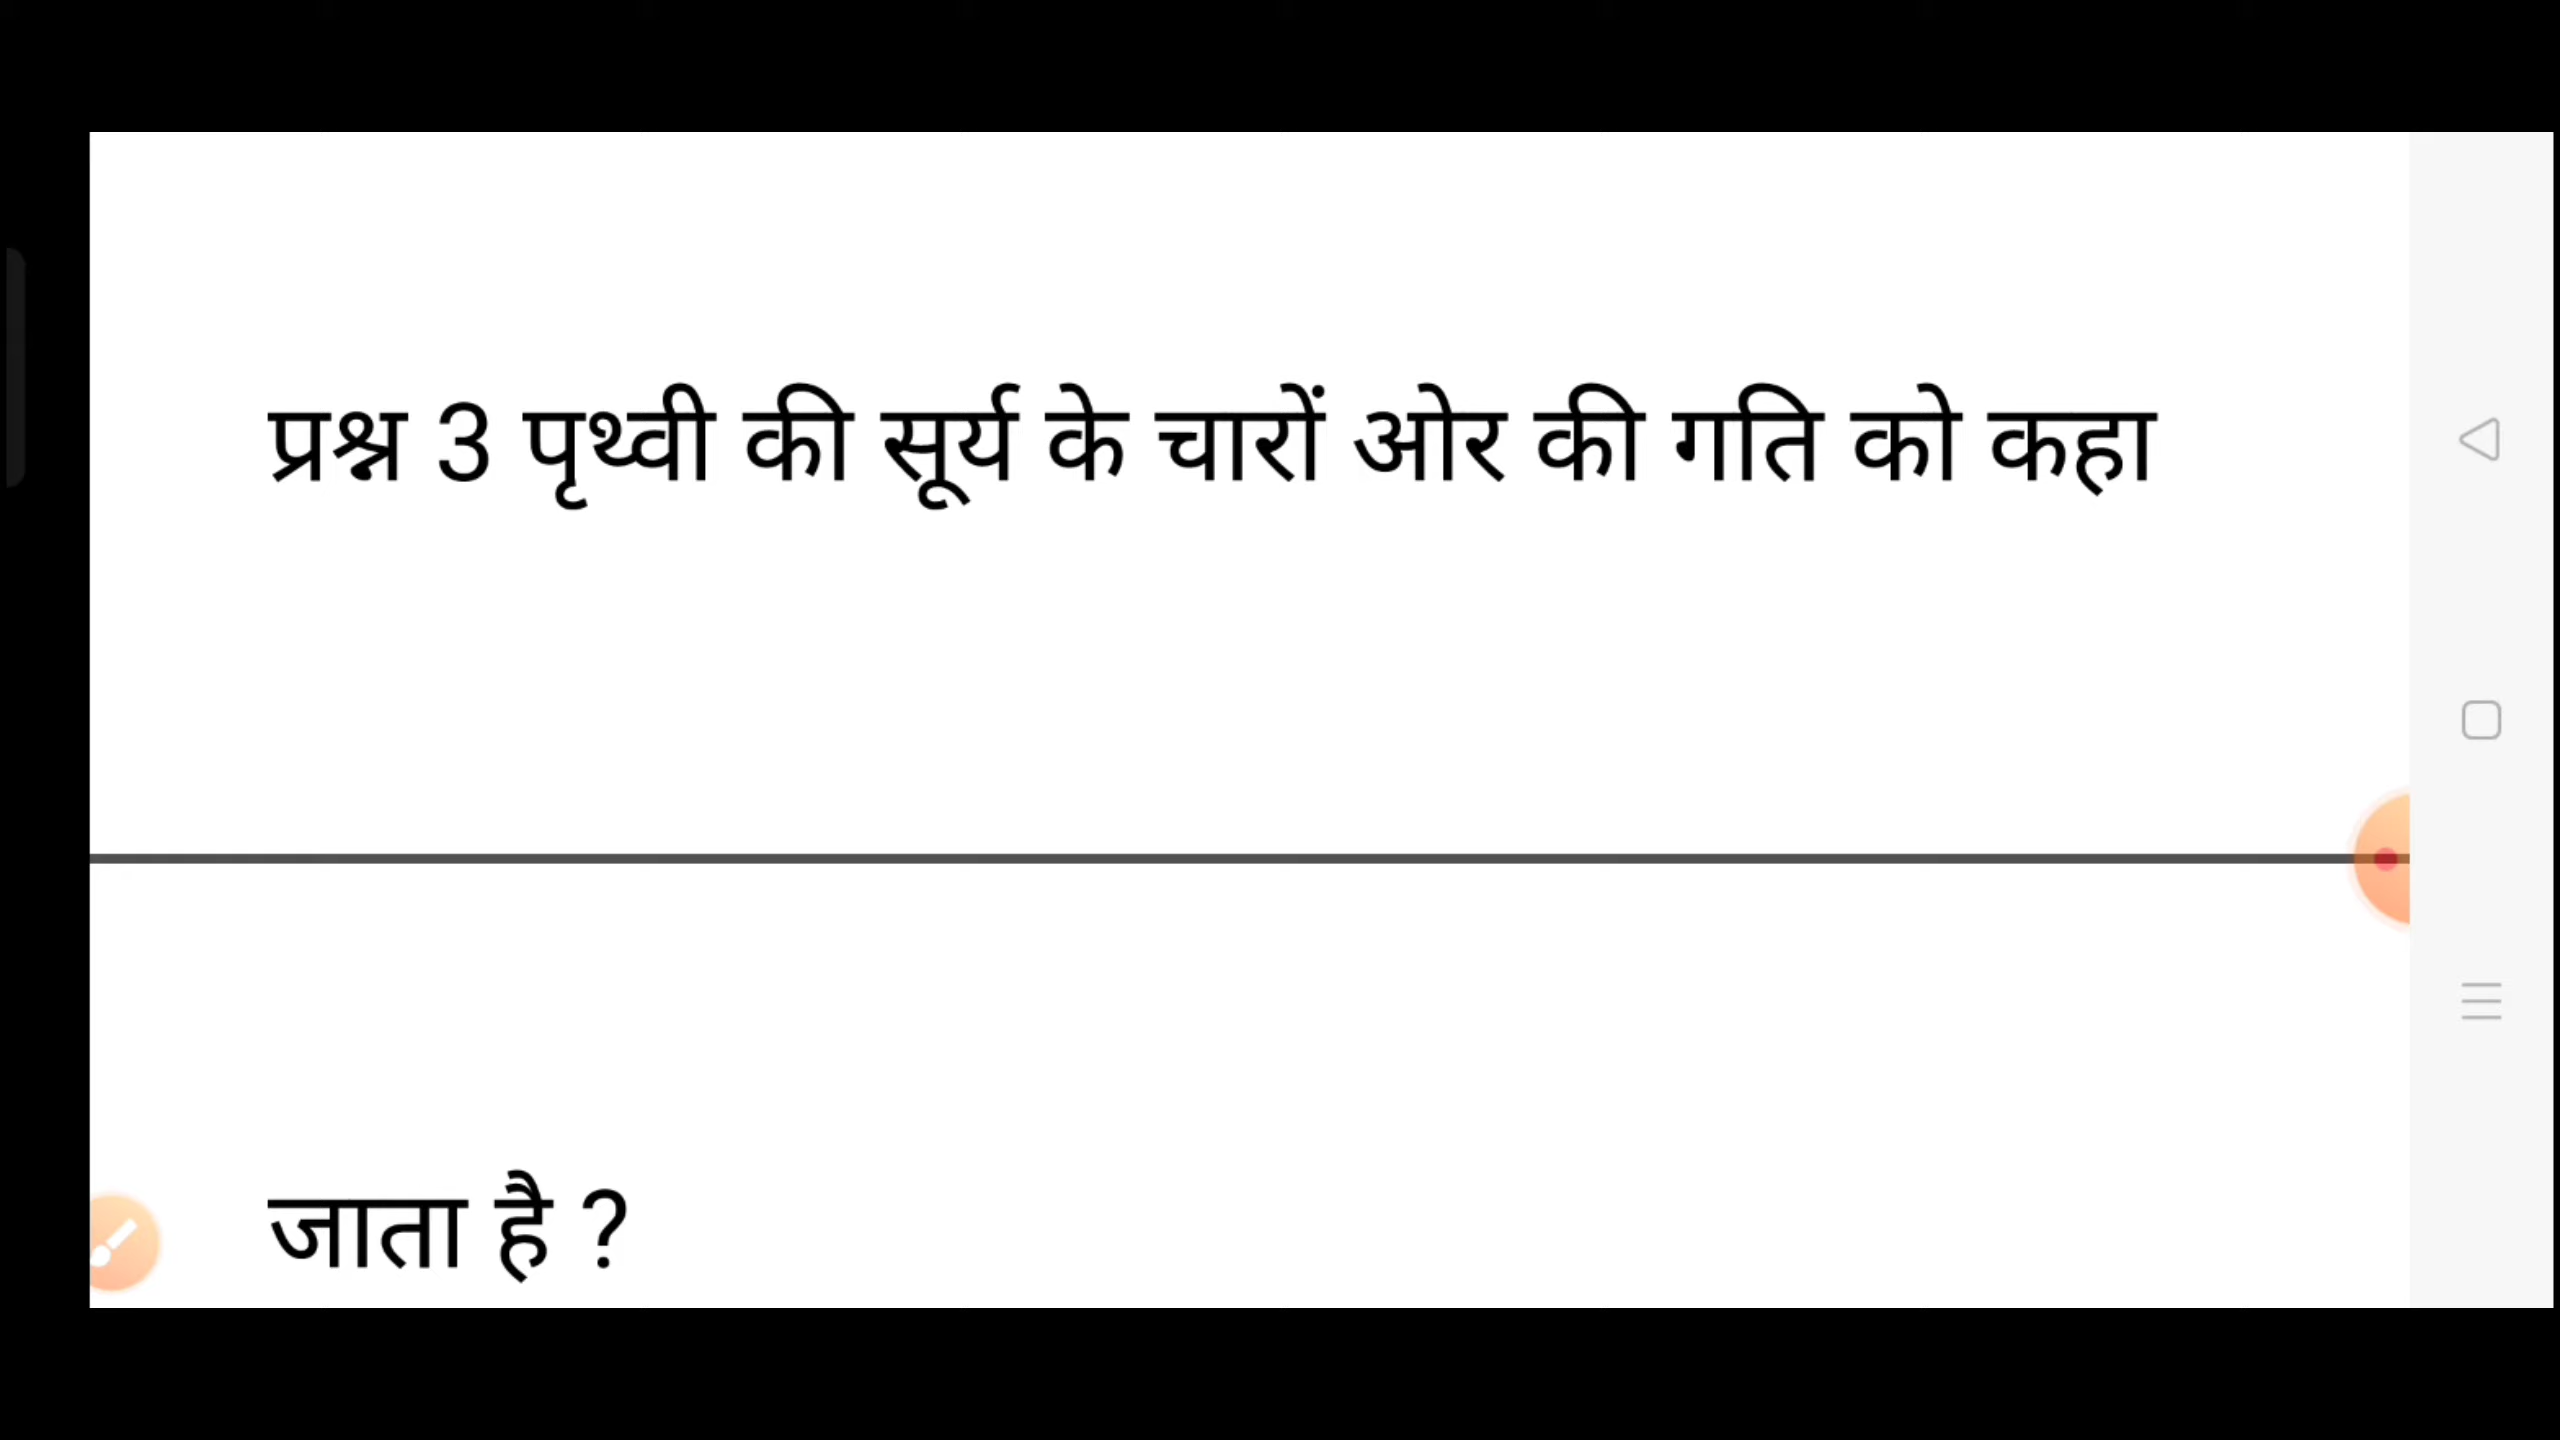 प्रश्न 3 पृथ्वी की सूर्य के चारों ओर की गति को कहा
जाता है ?